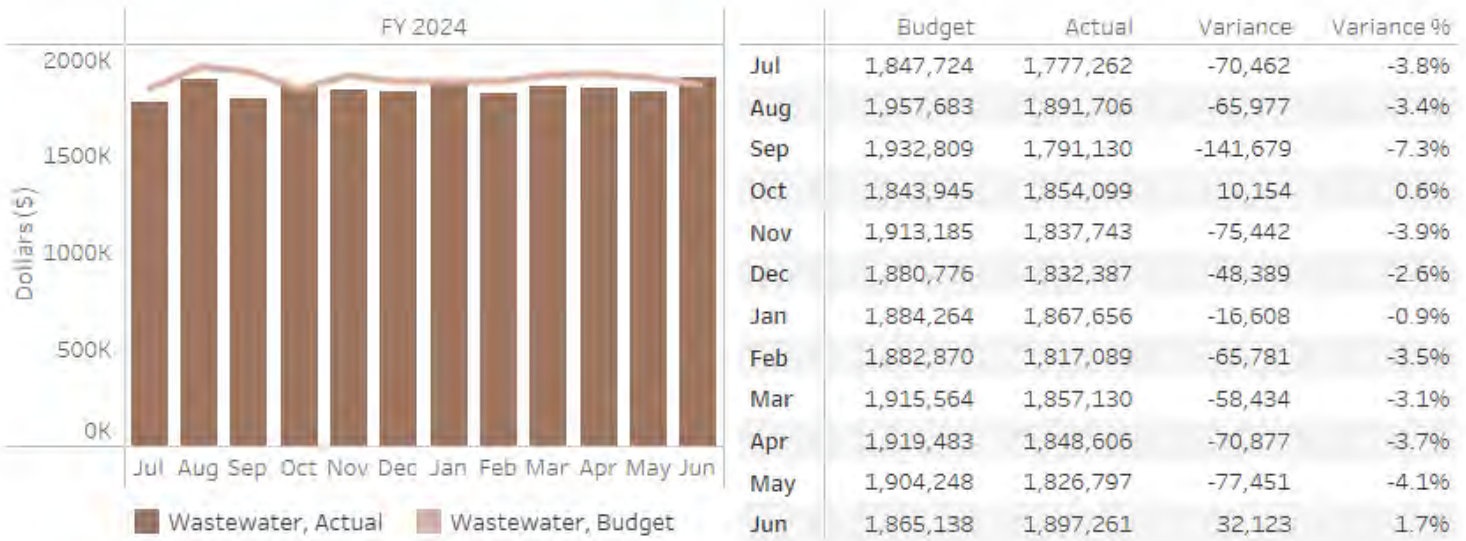 FY 2024
2000K
1500K
1000K
500K
0K
Dollars ($)
Jul Aug Sep Oct Nov Dec Jan Feb Mar Apr May Jun
Wastewater, Actual Wastewater, Budget
Budget Actual Variance Variance %
Jul 1,847,724 1,777,262 -70,462 -3.8%
Aug 1,957,683 1,891,706 -65,977 -3.4%
Sep 1,932,809 1,791,130 -141,679 -7.3%
Oct 1,843,945 1,854,099 10,154 0.6%
Nov 1,913,185 1,837,743 -75,442 -3.9%
Dec 1,880,776 1,832,387 -48,389 -2.6%
Jan 1,884,264 1,867,656 -16,608 -0.9%
Feb 1,882,870 1,817,089 -65,781 -3.5%
Mar 1,915,564 1,857,130 -58,434 -3.1%
Apr 1,919,483 1,848,606 -70,877 -3.7%
May 1,904,248 1,826,797 -77,451 -4.1%
Jun 1,865,138 1,897,261 32,123 1.7%